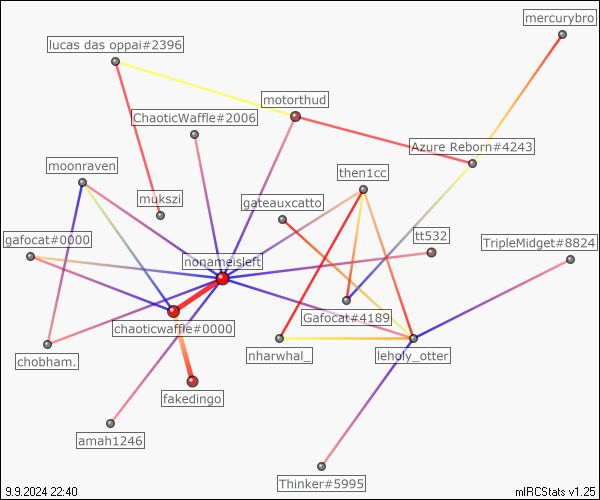 mercurybro
lucas das oppai#2396
motorthud
ChaoticWaffle#2006
Azure Reborn#4243
moonraven
then1cc
mukszi
gateauxcatto
gafocat#0000
tt532
TripleMidget#8824
nonameisleft
Gafocat#4189
chaoticwaffle#0000
chobham.
nharwhal_
leholy_otter
fakedingo
amah1246
Thinker#5995
9.9.2024 22:40
mIRCStats v1.25